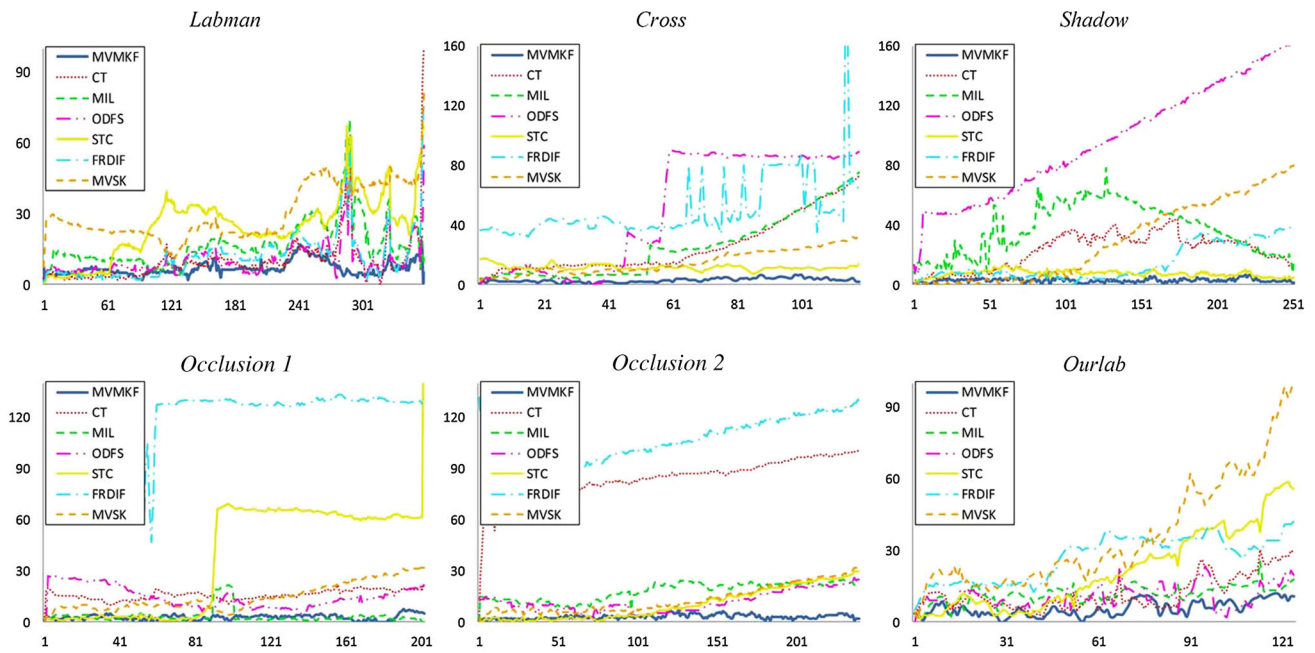 Labman
90
60
30
0
MVMKF
CT
MIL
ODFS
STC
FRDIF
MVSK
1 61 121 181 241 301
Cross
160
120
80
40
0
MVMKF
CT
MIL
ODFS
STC
FRDIF
MVSK
1 21 41 61 81 101
Shadow
160
120
80
40
0
MVMKF
CT
MIL
ODFS
STC
FRDIF
MVSK
1 51 101 151 201 251
Occlusion 1
120
90
60
30
0
MVMKF
CT
MIL
ODFS
STC
FRDIF
MVSK
1 41 81 121 161 201
Occlusion 2
120
90
60
30
0
MVMKF
CT
MIL
ODFS
STC
FRDIF
MVSK
1 51 101 151 201
Ourlab
90
60
30
0
MVMKF
CT
MIL
ODFS
STC
FRDIF
MVSK
1 31 61 91 121